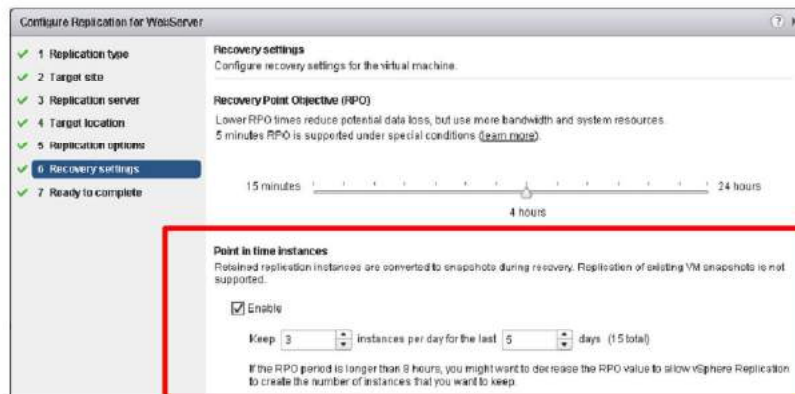 Configure Replication for WebServer
1 Replication type
2 Target site
3 Replication server
4 Target location
5 Replication options
6 Recovery settings
7 Ready to complete
Recovery settings
Configure recovery settings for the virtual machine.
Recovery Point Objective (RPO)
Lower RPO times reduce potential data loss, but use more bandwidth and system resources.
5 minutes RPO is supported under special conditions (learn more).
15 minutes 24 hours
4 hours
Point in time instances
Retained replication instances are converted to snapshots during recovery. Replication of existing VM snapshots is not
supported.
Enable
Keep 3 instances per day for the last 5 days (15 total)
If the RPO period is longer than 8 hours, you might want to decrease the RPO value to allow vSphere Replication
to create the number of instances that you want to keep.